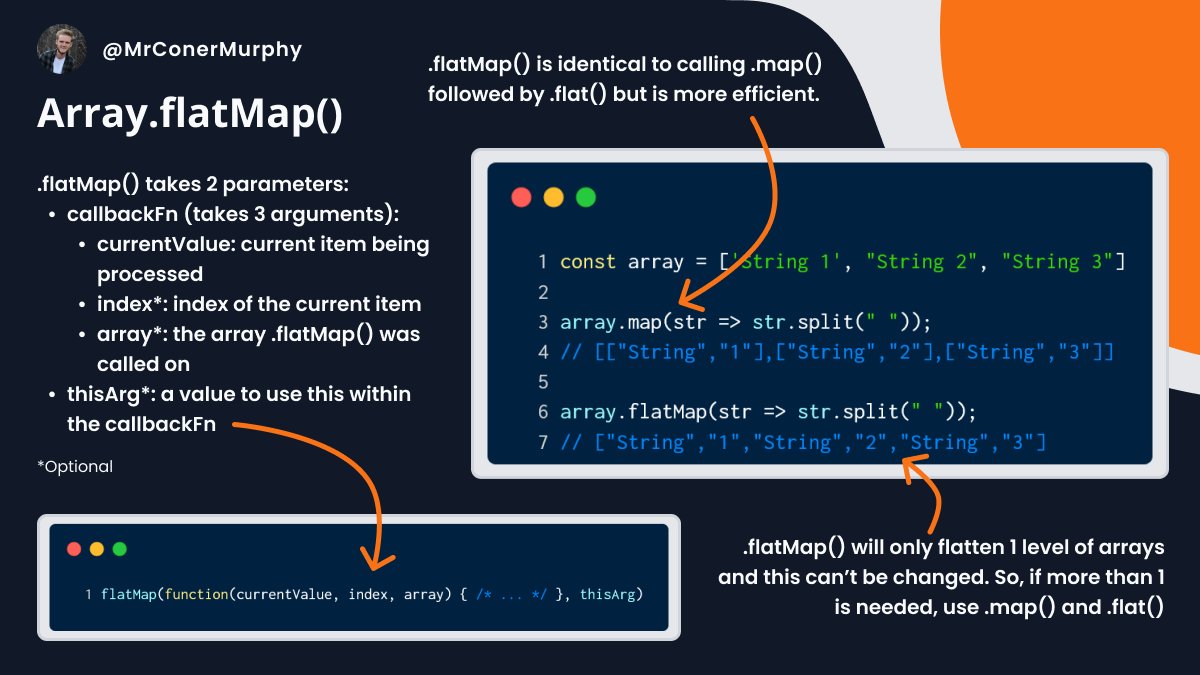 @MrConerMurphy
Array.flatMap()
.flatMap() takes 2 parameters:
• callbackFn (takes 3 arguments):
• currentValue: current item being
processed
• index*: index of the current item
• array*: the array .flatMap() was
called on
• thisArg*: a value to use this within
the callbackFn
*Optional
1 flatMap(function(currentValue, index, array) { /* ... */ }, thisArg)
.flatMap() is identical to calling .map()
followed by .flat() but is more efficient.
1 const array = ['String 1', "String 2", "String 3"]
2
3 array.map(str => str.split(" "));
4 // [["String","1"],["String","2"],["String","3"]]
5
6 array.flatMap(str => str.split(" "));
7 // ["String","1","String","2","String","3"]
.flatMap() will only flatten 1 level of arrays
and this can’t be changed. So, if more than 1
is needed, use .map() and .flat()